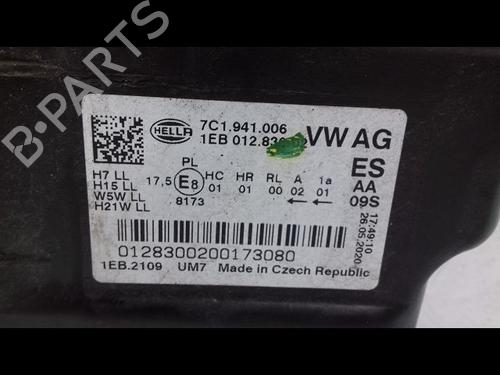 B-PARTS
HELLA
7C1.941.006
1EB 012.830
VW AG
ES
AA
09S
17:49:10
26.05.2020
H7 LL
H15 LL
W5W LL
H21W LL
PL
17,5 E8
8173
HC HR RL A 1a
01 01 00 02 01
← ←
0128300200173080
1EB.2109 UM7 Made in Czech Republic